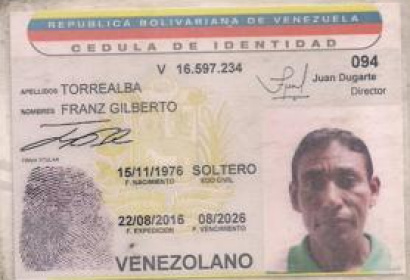 REPUBLICA BOLIVARIANA DE VENEZUELA
CEDULA DE IDENTIDAD
V 16.597.234
094
Juan Dugarte
Director
APELLIDOS TORREALBA
NOMBRES FRANZ GILBERTO
FIRMA TITULAR
15/11/1976 SOLTERO
F. NACIMIENTO EDO CIVIL
22/08/2016 08/2026
F. EXPEDICION F. VENCIMIENTO
VENEZOLANO